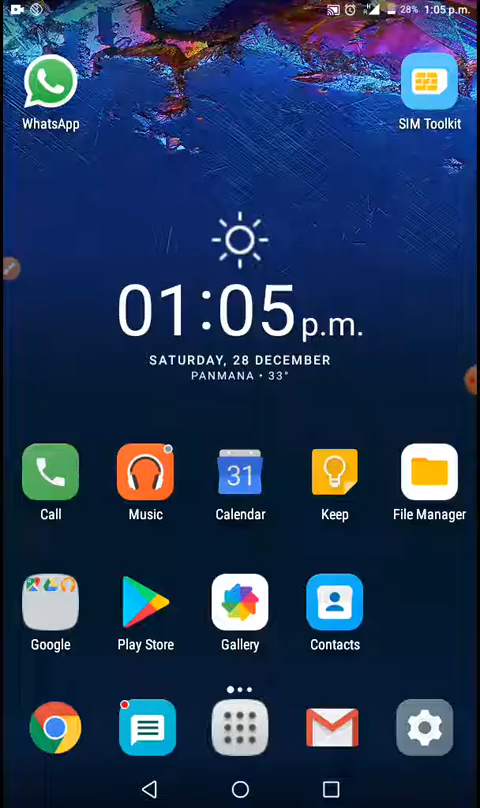 28% 1:05 p.m.
WhatsApp
SIM Toolkit
01:05 p.m.
SATURDAY, 28 DECEMBER
PANMANA • 33°
31
Call
Music
Calendar
Keep
File Manager
Google
Play Store
Gallery
Contacts